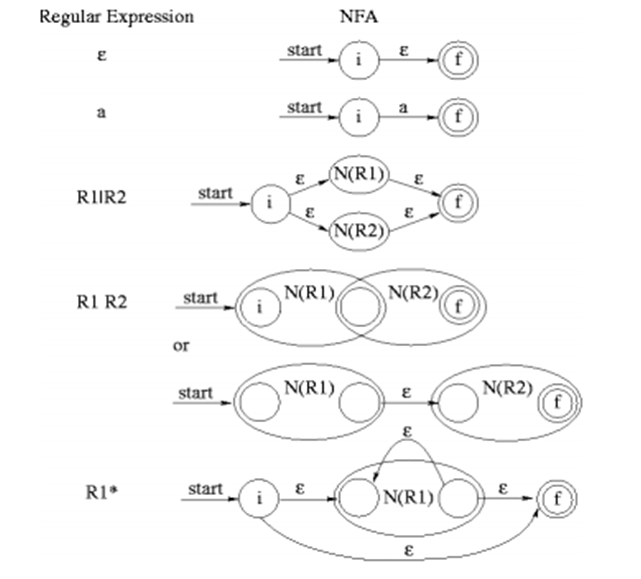 Regular Expression NFA
ε start i ε f
a start i a f
R1|R2 start i ε N(R1) ε f
ε N(R2) ε
R1 R2 start i N(R1) N(R2) f
or
start N(R1) ε N(R2) f
ε
R1* start i ε N(R1) ε f
ε